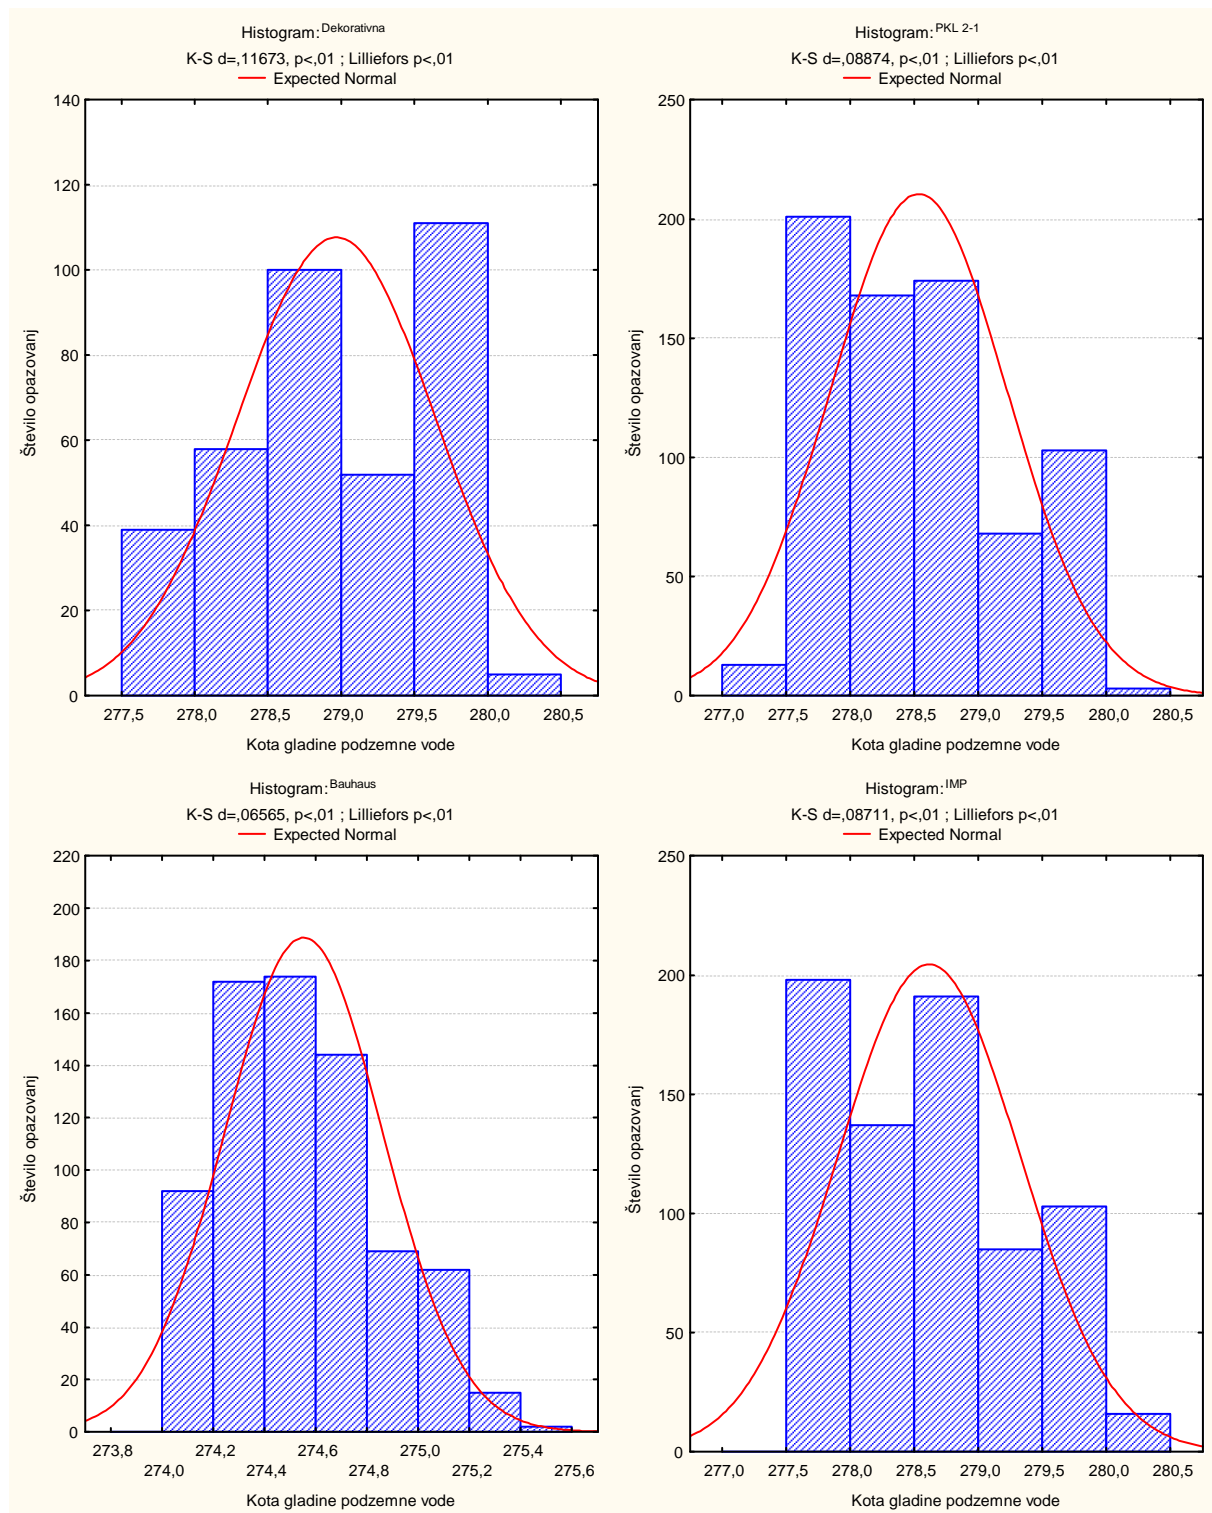 Histogram: Dekorativna
K-S d=,11673, p<,01 ; Lilliefors p<,01
Expected Normal
140
120
100
80
60
40
20
0
Število opazovanj
277,5 278,0 278,5 279,0 279,5 280,0 280,5
Kota gladine podzemne vode
Histogram: PKL 2-1
K-S d=,08874, p<,01 ; Lilliefors p<,01
Expected Normal
250
200
150
100
50
0
Število opazovanj
277,0 277,5 278,0 278,5 279,0 279,5 280,0 280,5
Kota gladine podzemne vode
Histogram: Bauhaus
K-S d=,06565, p<,01 ; Lilliefors p<,01
Expected Normal
220
200
180
160
140
120
100
80
60
40
20
0
Število opazovanj
273,8 274,2 274,6 275,0 275,4
274,0 274,4 274,8 275,2 275,6
Kota gladine podzemne vode
Histogram: IMP
K-S d=,08711, p<,01 ; Lilliefors p<,01
Expected Normal
250
200
150
100
50
0
Število opazovanj
277,0 277,5 278,0 278,5 279,0 279,5 280,0 280,5
Kota gladine podzemne vode